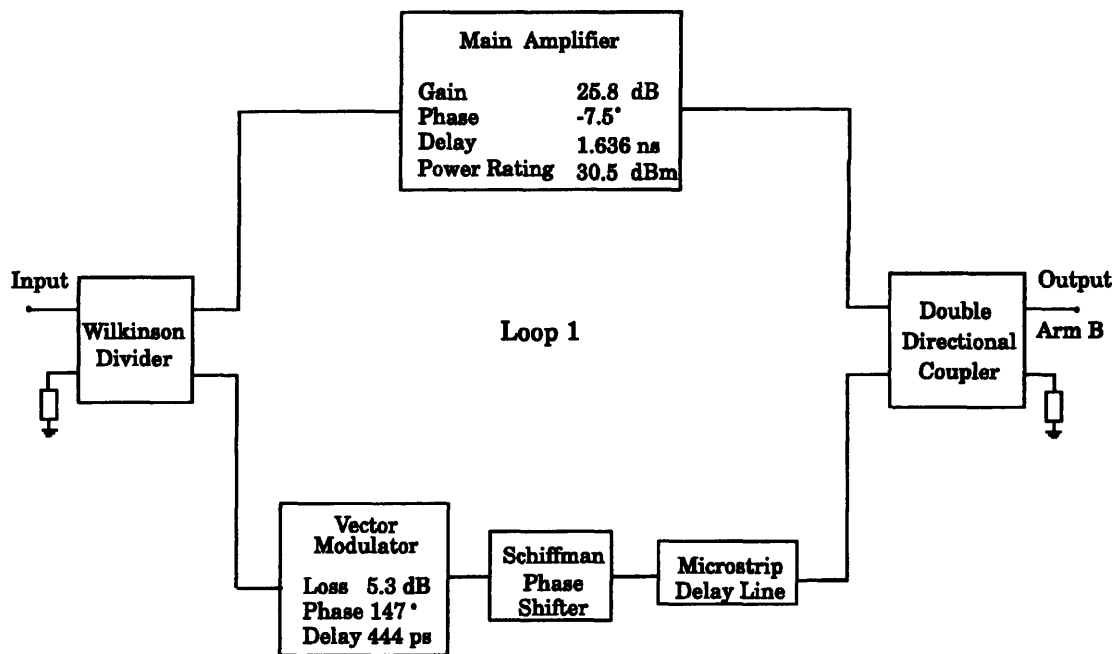 Main Amplifier
Gain 25.8 dB
Phase -7.5°
Delay 1.636 ns
Power Rating 30.5 dBm
Input
Wilkinson
Divider
Loop 1
Double
Directional
Coupler
Output
Arm B
Vector
Modulator
Loss 5.3 dB
Phase 147°
Delay 444 ps
Schiffman
Phase
Shifter
Microstrip
Delay Line